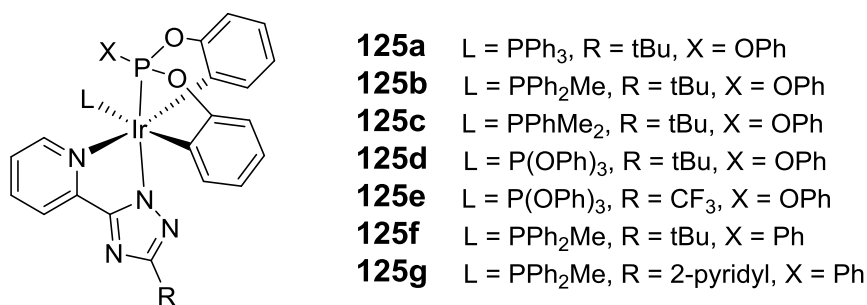 X
O
P
O
L
Ir
N
N
N
N
R
125a L = PPh3, R = tBu, X = OPh
125b L = PPh2Me, R = tBu, X = OPh
125c L = PPhMe2, R = tBu, X = OPh
125d L = P(OPh)3, R = tBu, X = OPh
125e L = P(OPh)3, R = CF3, X = OPh
125f L = PPh2Me, R = tBu, X = Ph
125g L = PPh2Me, R = 2-pyridyl, X = Ph